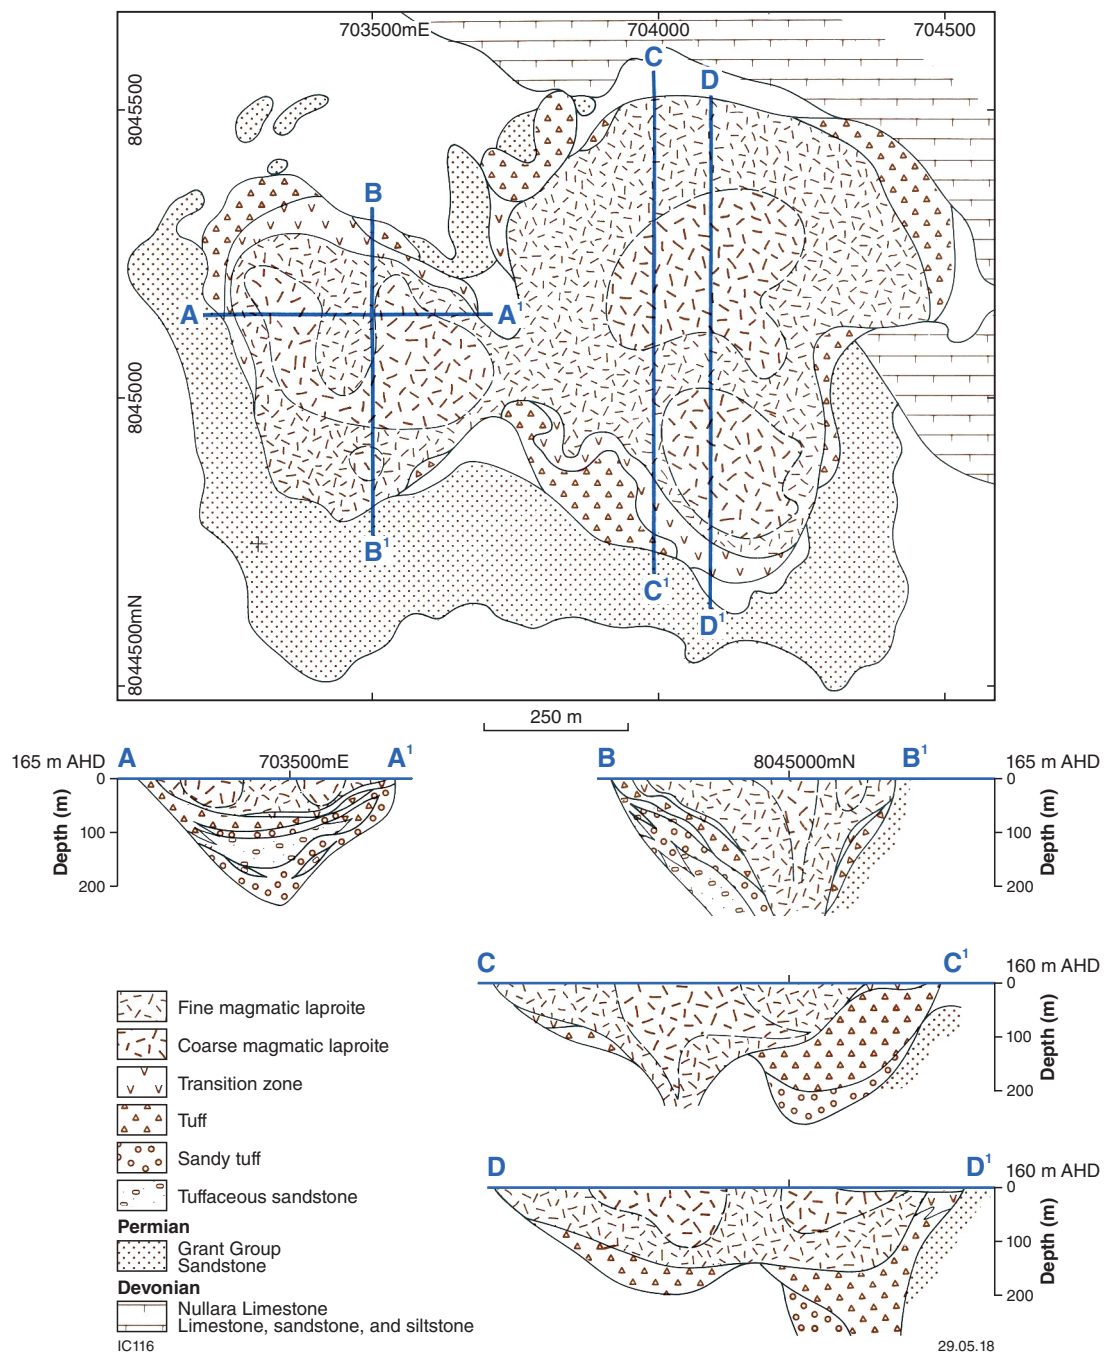 703500mE 704000 704500
8045500
8045000
8044500mN
C
D
B
A A1
B1
C1
D1
250 m
A 703500mE A1
165 m AHD
0
100
200
Depth (m)
B 8045000mN B1
165 m AHD
0
100
200
Depth (m)
C C1
160 m AHD
0
100
200
Depth (m)
D D1
160 m AHD
0
100
200
Depth (m)
Fine magmatic laproite
Coarse magmatic laproite
Transition zone
Tuff
Sandy tuff
Tuffaceous sandstone
Permian
Grant Group
Sandstone
Devonian
Nullara Limestone
Limestone, sandstone, and siltstone
IC116
29.05.18